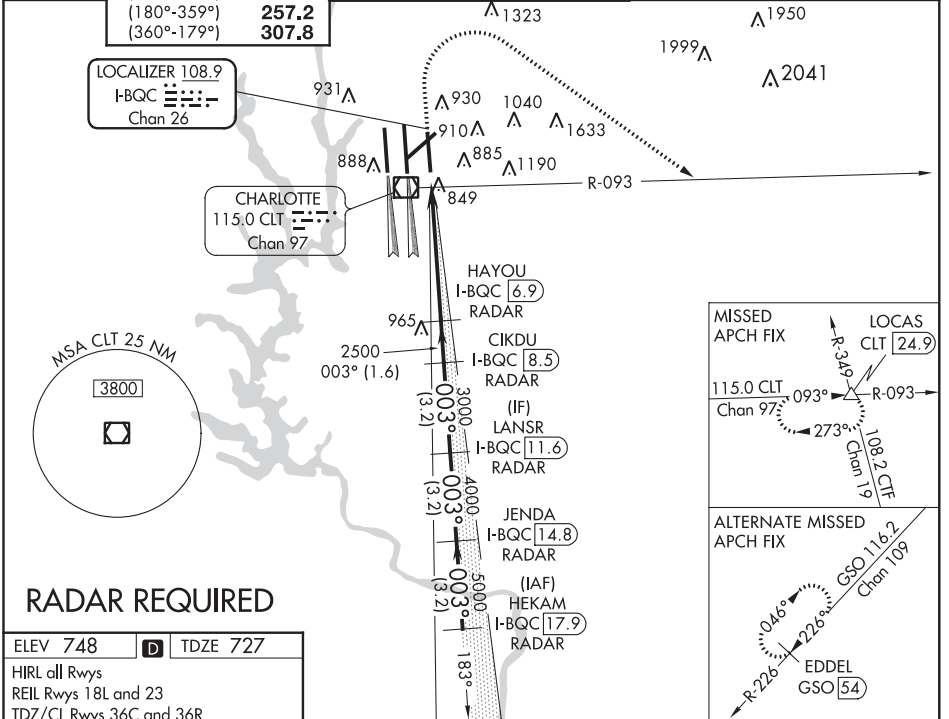 (180°-359°) 257.2
(360°-179°) 307.8
1323
1950
1999
2041
LOCALIZER 108.9
I-BQC
Chan 26
931
930
1040
910
1633
888
885
1190
R-093
849
CHARLOTTE
115.0 CLT
Chan 97
HAYOU
I-BQC 6.9
RADAR
965
2500
003° (1.6)
CIKDU
I-BQC 8.5
RADAR
3000
003°
(3.2)
(IF)
LANSR
I-BQC 11.6
RADAR
4000
003°
(3.2)
JENDA
I-BQC 14.8
RADAR
5000
003°
(3.2)
(IAF)
HEKAM
I-BQC 17.9
RADAR
183°
MSA CLT 25 NM
3800
MISSED
APCH FIX
LOCAS
CLT 24.9
R-349
115.0 CLT
Chan 97
093°
R-093
273°
108.2 CTF
Chan 19
ALTERNATE MISSED
APCH FIX
GSO 116.2
Chan 109
046°
226°
R-226
EDDEL
GSO 54
RADAR REQUIRED
ELEV 748 D TDZE 727
HIRL all Rwys
REIL Rwys 18L and 23
TDZ/CL Rwys 36C and 36R